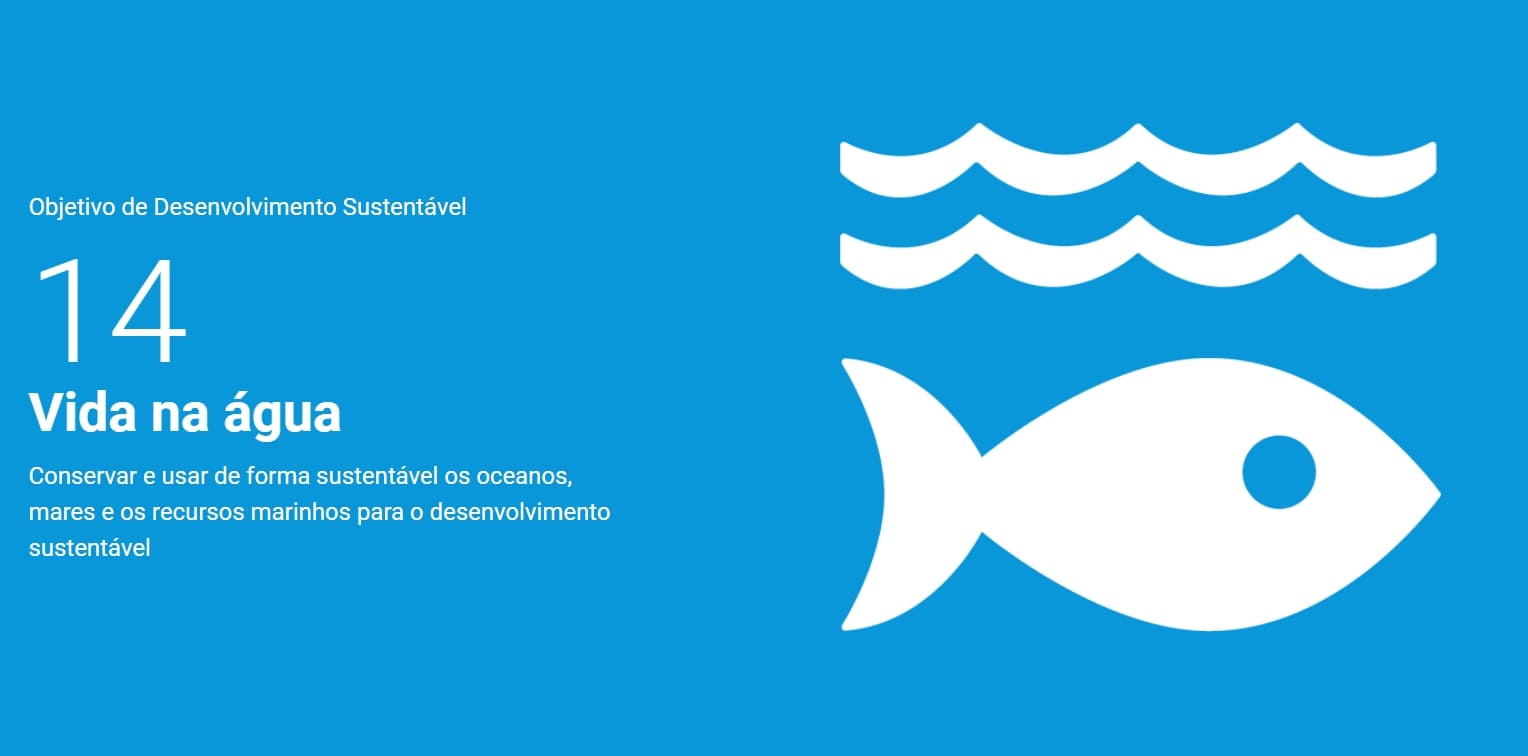 Objetivo de Desenvolvimento Sustentável
14
Vida na água
Conservar e usar de forma sustentável os oceanos,
mares e os recursos marinhos para o desenvolvimento
sustentável